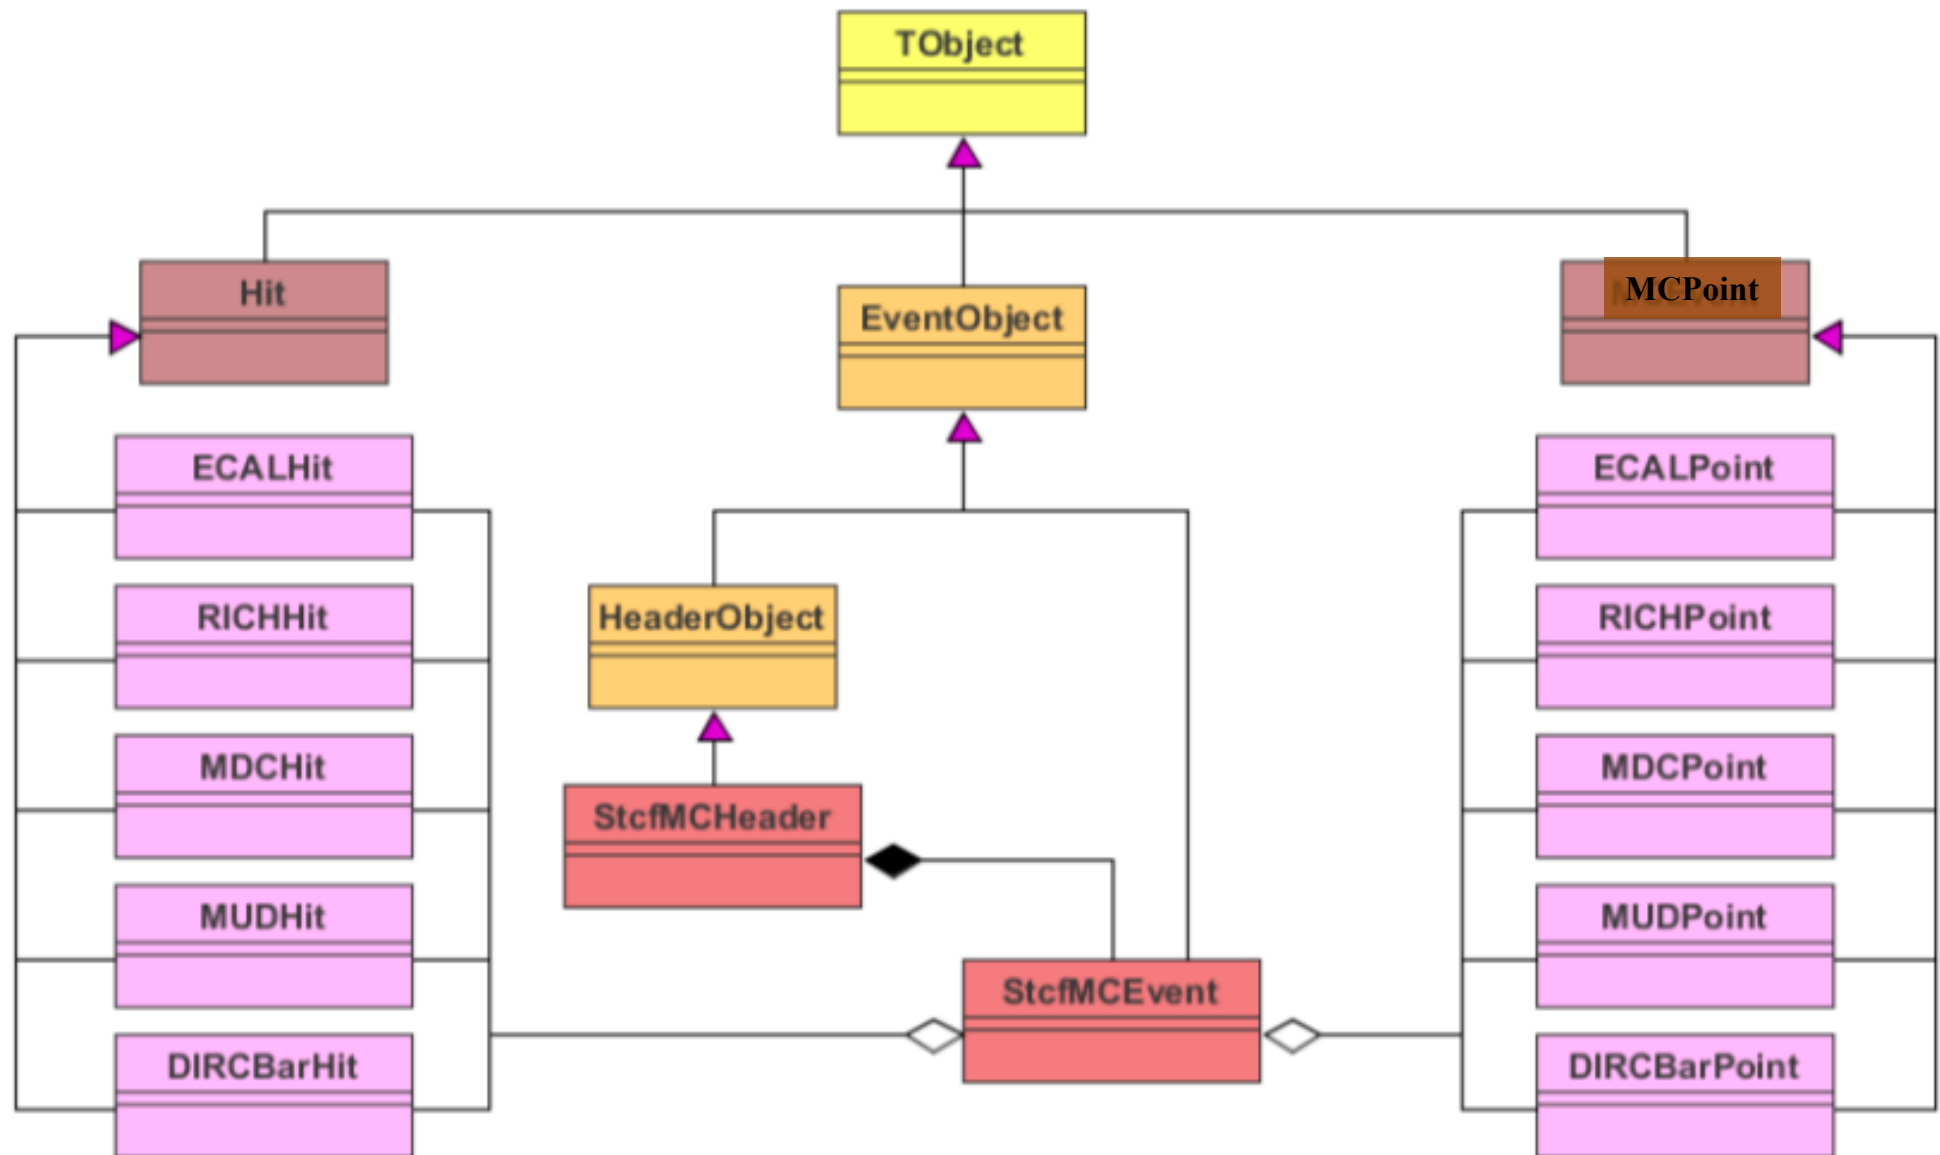 TObject
Hit
EventObject
MCPoint
ECALHit
RICHHit
MDCHit
MUDHit
DIRCBarHit
HeaderObject
StcfMCHeader
StcfMCEvent
ECALPoint
RICHPoint
MDCPoint
MUDPoint
DIRCBarPoint